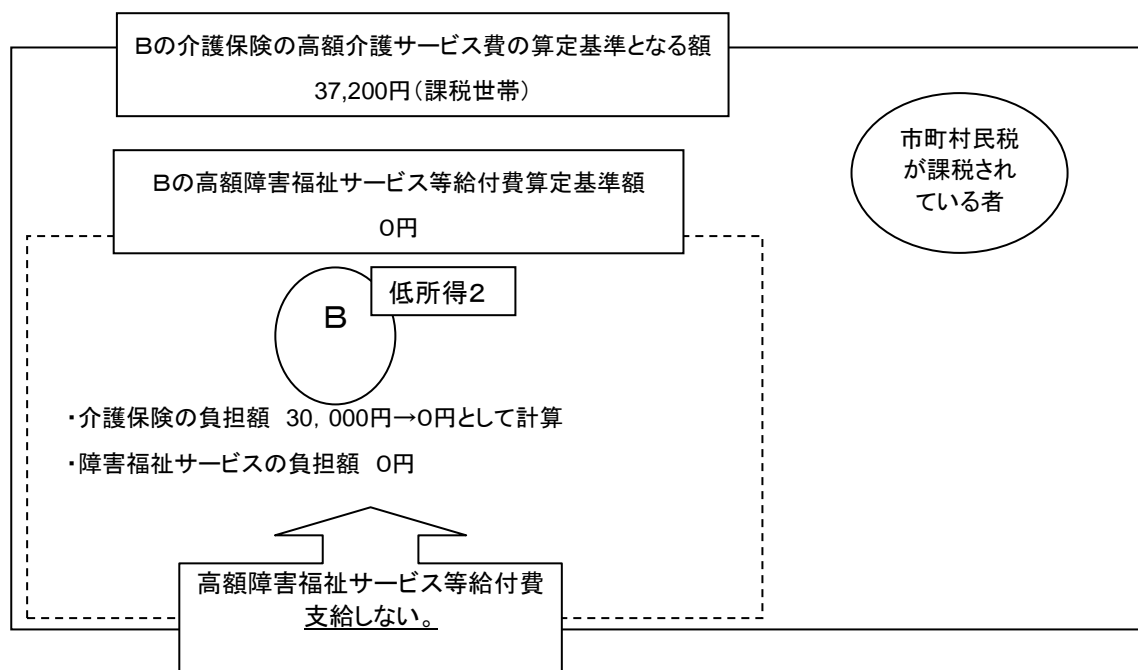 Ｂの介護保険の高額介護サービス費の算定基準となる額
37,200円（課税世帯）
市町村民税
が課税され
ている者
Ｂの高額障害福祉サービス等給付費算定基準額
０円
低所得２
Ｂ
・介護保険の負担額　30，000円→０円として計算
・障害福祉サービスの負担額　０円
高額障害福祉サービス等給付費
支給しない。